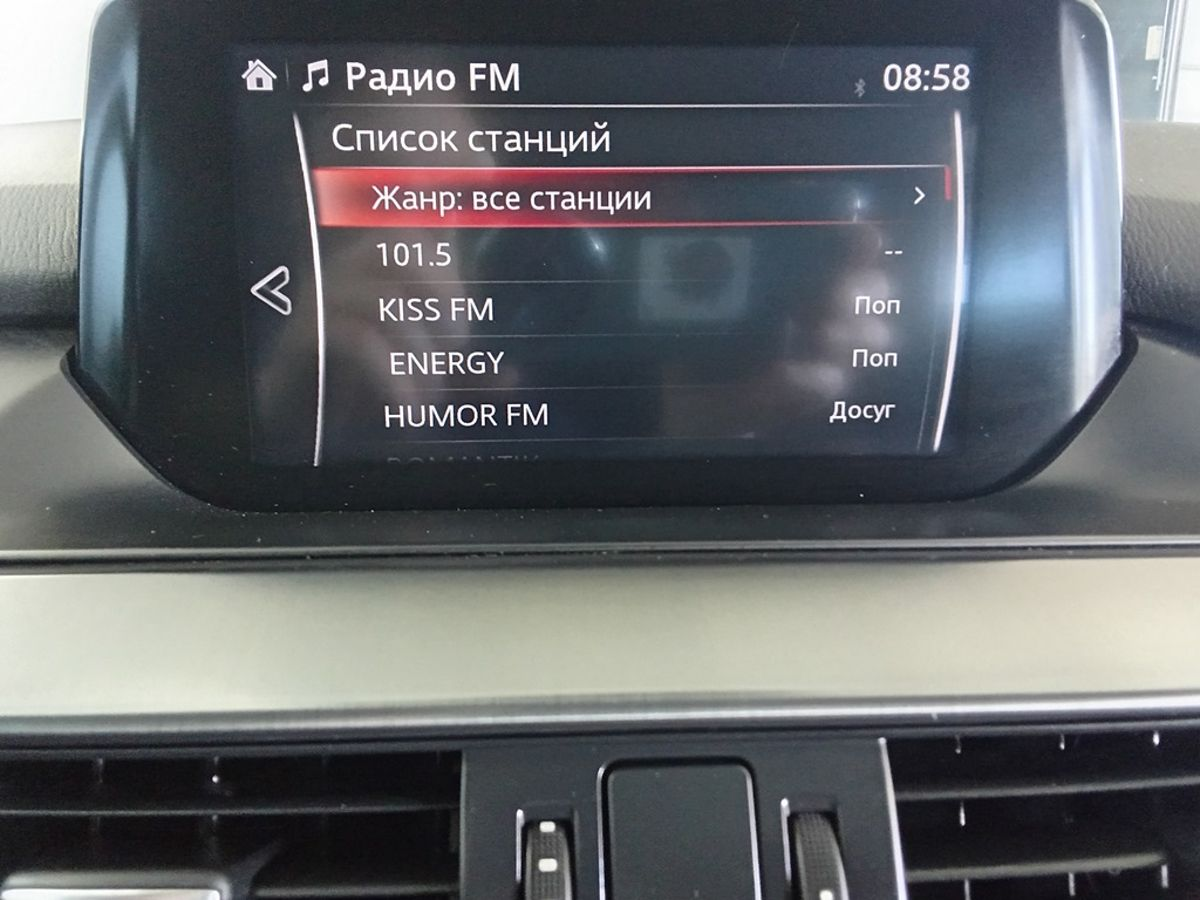 Радио FM 08:58
Список станций
Жанр: все станции
101.5 --
KISS FM Поп
ENERGY Поп
HUMOR FM Досуг